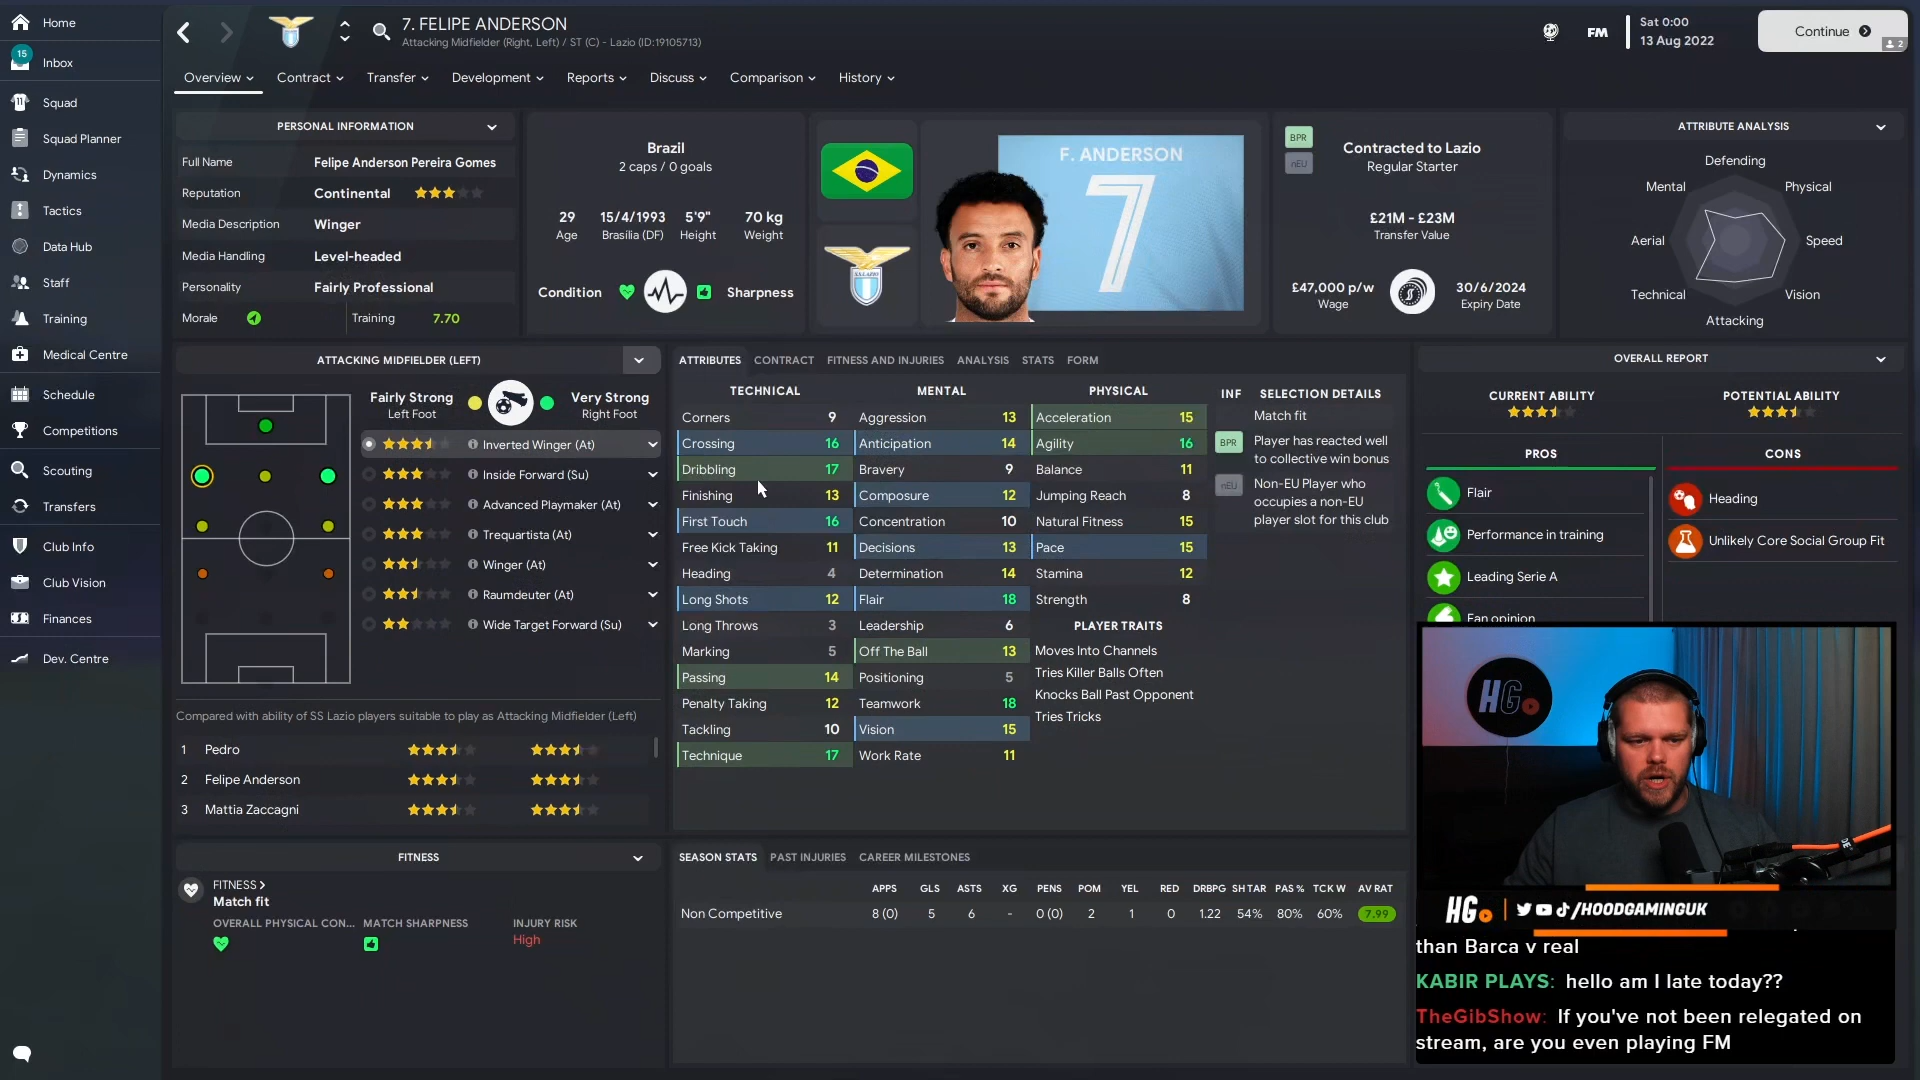 Home
15
Inbox
Squad
Squad Planner
Dynamics
Tactics
Data Hub
Staff
Training
Medical Centre
Schedule
Competitions
Scouting
Transfers
Club Info
Club Vision
Finances
Dev. Centre
7. FELIPE ANDERSON
Attacking Midfielder (Right, Left) / ST (C) - Lazio (ID:19105713)
FM
Sat 0:00
13 Aug 2022
Continue
2
Overview
Contract
Transfer
Development
Reports
Discuss
Comparison
History
PERSONAL INFORMATION
Full Name Felipe Anderson Pereira Gomes
Reputation Continental
Media Description Winger
Media Handling Level-headed
Personality Fairly Professional
Morale
Training 7.70
Brazil
2 caps / 0 goals
29 15/4/1993 5'9" 70 kg
Age Brasilia (DF) Height Weight
Condition Sharpness
F. ANDERSON
7
BPR
nEU
Contracted to Lazio
Regular Starter
£21M - £23M
Transfer Value
£47,000 p/w 30/6/2024
Wage Expiry Date
ATTRIBUTE ANALYSIS
Defending
Mental Physical
Aerial Speed
Technical Vision
Attacking
ATTACKING MIDFIELDER (LEFT)
Fairly Strong Very Strong
Left Foot Right Foot
Inverted Winger (At)
Inside Forward (Su)
Advanced Playmaker (At)
Trequartista (At)
Winger (At)
Raumdeuter (At)
Wide Target Forward (Su)
Compared with ability of SS Lazio players suitable to play as Attacking Midfielder (Left)
1 Pedro
2 Felipe Anderson
3 Mattia Zaccagni
FITNESS
FITNESS
Match fit
OVERALL PHYSICAL CON... MATCH SHARPNESS INJURY RISK
High
ATTRIBUTES CONTRACT FITNESS AND INJURIES ANALYSIS STATS FORM
TECHNICAL MENTAL PHYSICAL
Corners 9 Aggression 13 Acceleration 15
Crossing 16 Anticipation 14 Agility 16
Dribbling 17 Bravery 9 Balance 11
Finishing 13 Composure 12 Jumping Reach 8
First Touch 16 Concentration 10 Natural Fitness 15
Free Kick Taking 11 Decisions 13 Pace 15
Heading 4 Determination 14 Stamina 12
Long Shots 12 Flair 18 Strength 8
Long Throws 3 Leadership 6 PLAYER TRAITS
Marking 5 Off The Ball 13 Moves Into Channels
Passing 14 Positioning 5 Tries Killer Balls Often
Penalty Taking 12 Teamwork 18 Knocks Ball Past Opponent
Tackling 10 Vision 15 Tries Tricks
Technique 17 Work Rate 11
INF SELECTION DETAILS
Match fit
BPR Player has reacted well
to collective win bonus
nEU Non-EU Player who
occupies a non-EU
player slot for this club
SEASON STATS PAST INJURIES CAREER MILESTONES
APPS GLS ASTS XG PENS POM YEL RED DRBPG SH TAR PAS % TCK W AV RAT
Non Competitive 8 (0) 5 6 - 0 (0) 2 1 0 1.22 54% 80% 60% 7.99
OVERALL REPORT
CURRENT ABILITY POTENTIAL ABILITY
PROS CONS
Flair
Performance in training
Leading Serie A
Fan opinion
Heading
Unlikely Core Social Group Fit
HG
HG /HOODGAMINGUK
than Barca v real
KABIR PLAYS: hello am I late today??
TheGibShow: If you've not been relegated on
stream, are you even playing FM